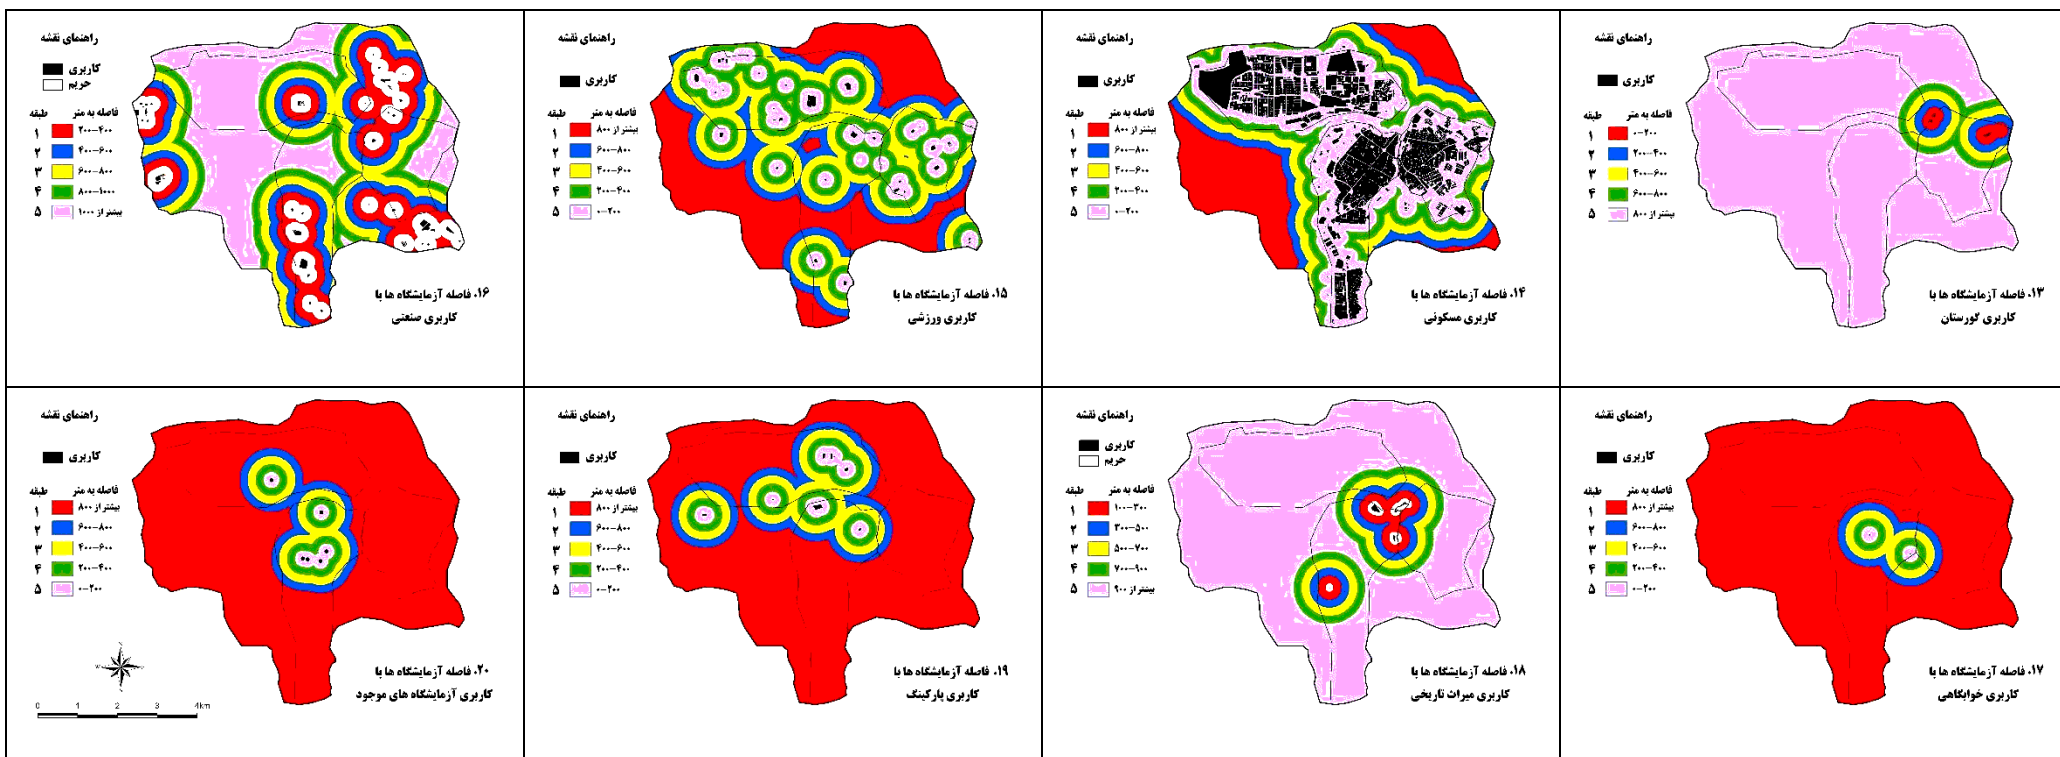 راهنمای نقشه
کاربری
طبقه فاصله به متر
۱ ۰-۲۰۰
۲ ۲۰۰-۴۰۰
۳ ۴۰۰-۶۰۰
۴ ۶۰۰-۸۰۰
۵ بیشتر از ۸۰۰
۱۳. فاصله آزمایشگاه ها با
کاربری گورستان
راهنمای نقشه
کاربری
طبقه فاصله به متر
۱ بیشتر از ۸۰۰
۲ ۶۰۰-۸۰۰
۳ ۴۰۰-۶۰۰
۴ ۲۰۰-۴۰۰
۵ ۰-۲۰۰
۱۴. فاصله آزمایشگاه ها با
کاربری مسکونی
راهنمای نقشه
کاربری
طبقه فاصله به متر
۱ بیشتر از ۸۰۰
۲ ۶۰۰-۸۰۰
۳ ۴۰۰-۶۰۰
۴ ۲۰۰-۴۰۰
۵ ۰-۲۰۰
۱۵. فاصله آزمایشگاه ها با
کاربری ورزشی
راهنمای نقشه
کاربری
حریم
طبقه فاصله به متر
۱ ۲۰۰-۴۰۰
۲ ۴۰۰-۶۰۰
۳ ۶۰۰-۸۰۰
۴ ۸۰۰-۱۰۰۰
۵ بیشتر از ۱۰۰۰
۱۶. فاصله آزمایشگاه ها با
کاربری صنعتی
راهنمای نقشه
کاربری
طبقه فاصله به متر
۱ بیشتر از ۸۰۰
۲ ۶۰۰-۸۰۰
۳ ۴۰۰-۶۰۰
۴ ۲۰۰-۴۰۰
۵ ۰-۲۰۰
۱۷. فاصله آزمایشگاه ها با
کاربری خوابگاهی
راهنمای نقشه
کاربری
حریم
طبقه فاصله به متر
۱ ۱۰۰-۳۰۰
۲ ۳۰۰-۵۰۰
۳ ۵۰۰-۷۰۰
۴ ۷۰۰-۹۰۰
۵ بیشتر از ۹۰۰
۱۸. فاصله آزمایشگاه ها با
کاربری میراث تاریخی
راهنمای نقشه
کاربری
طبقه فاصله به متر
۱ بیشتر از ۸۰۰
۲ ۶۰۰-۸۰۰
۳ ۴۰۰-۶۰۰
۴ ۲۰۰-۴۰۰
۵ ۰-۲۰۰
۱۹. فاصله آزمایشگاه ها با
کاربری پارکینگ
راهنمای نقشه
کاربری
طبقه فاصله به متر
۱ بیشتر از ۸۰۰
۲ ۶۰۰-۸۰۰
۳ ۴۰۰-۶۰۰
۴ ۲۰۰-۴۰۰
۵ ۰-۲۰۰
۲۰. فاصله آزمایشگاه ها با
کاربری آزمایشگاه های موجود
0 1 2 3 4km